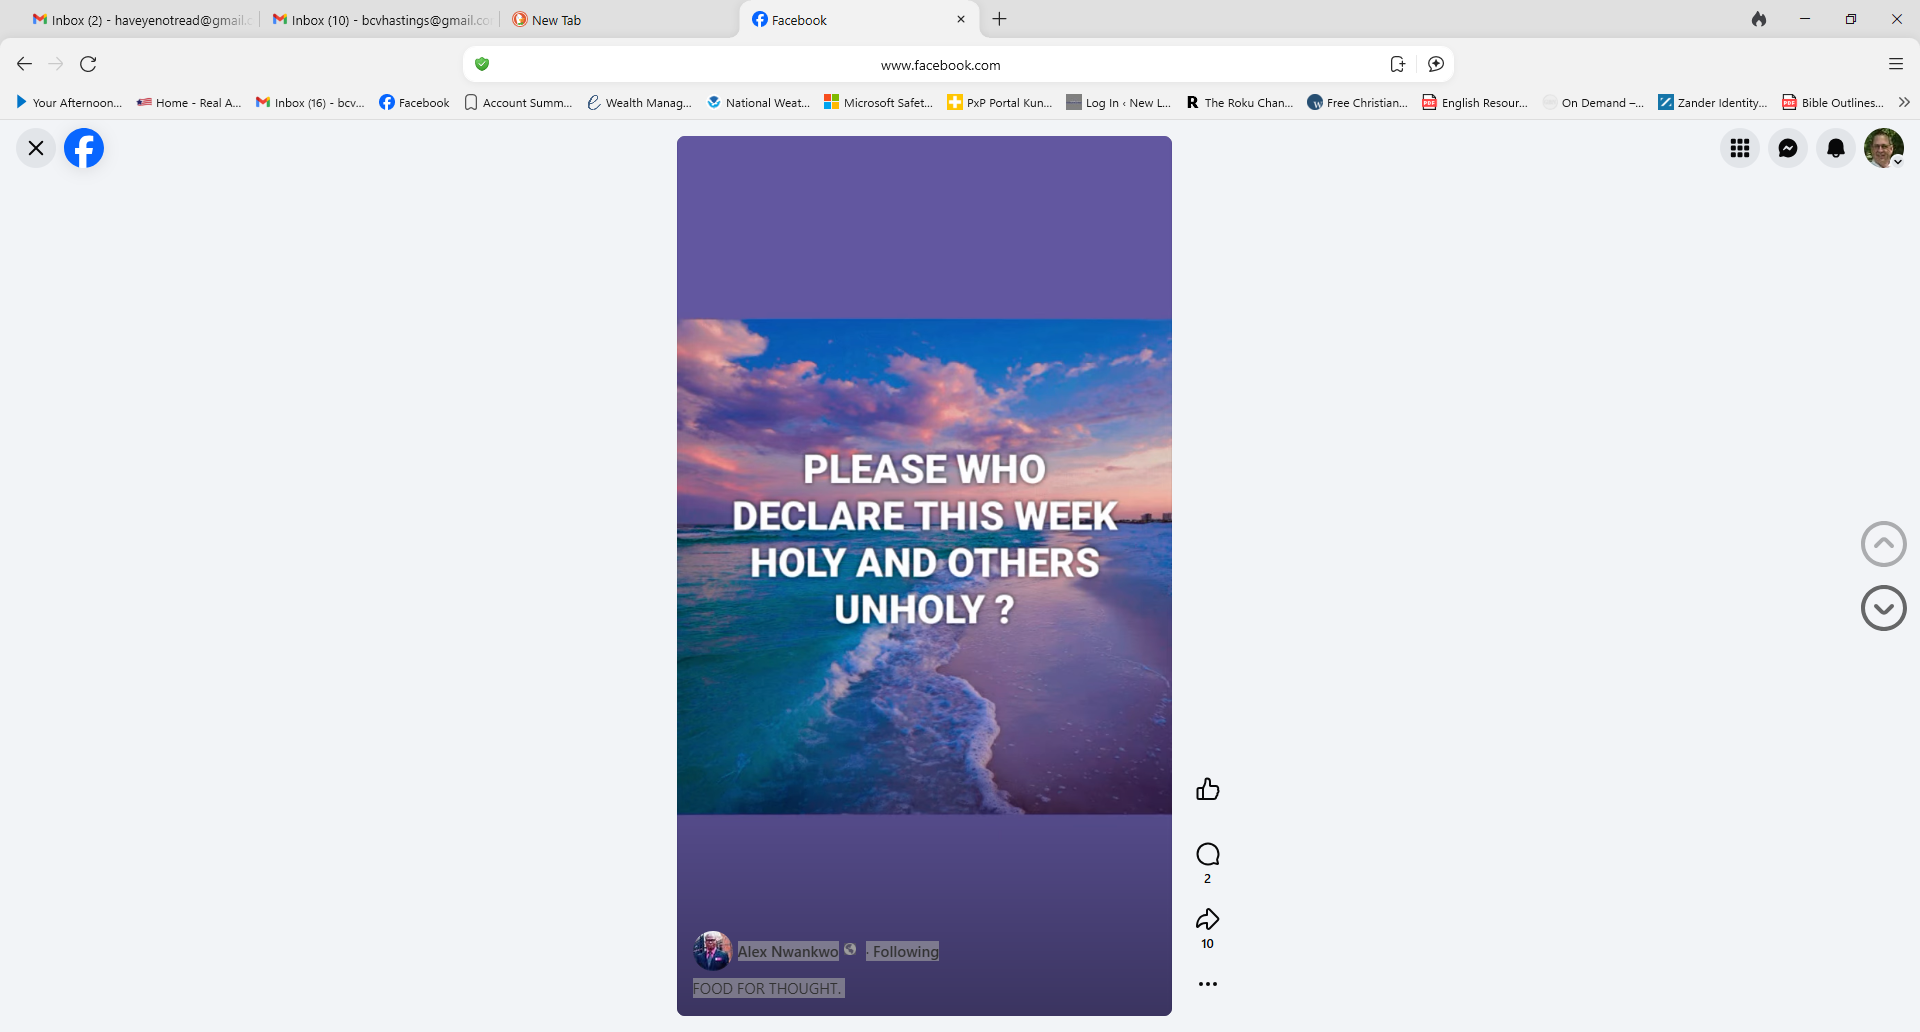 Inbox (2) - haveyenotread@gmail.c
Inbox (10) - bcvhastings@gmail.co
New Tab
Facebook
www.facebook.com
Your Afternoon...
Home - Real A...
Inbox (16) - bcv...
Facebook
Account Summ...
Wealth Manag...
National Weat...
Microsoft Safet...
PxP Portal Kun...
Log In ‹ New L...
The Roku Chan...
Free Christian...
English Resour...
On Demand –...
Zander Identity...
Bible Outlines...
PLEASE WHO
DECLARE THIS WEEK
HOLY AND OTHERS
UNHOLY ?
2
10
Alex Nwankwo · Following
FOOD FOR THOUGHT.